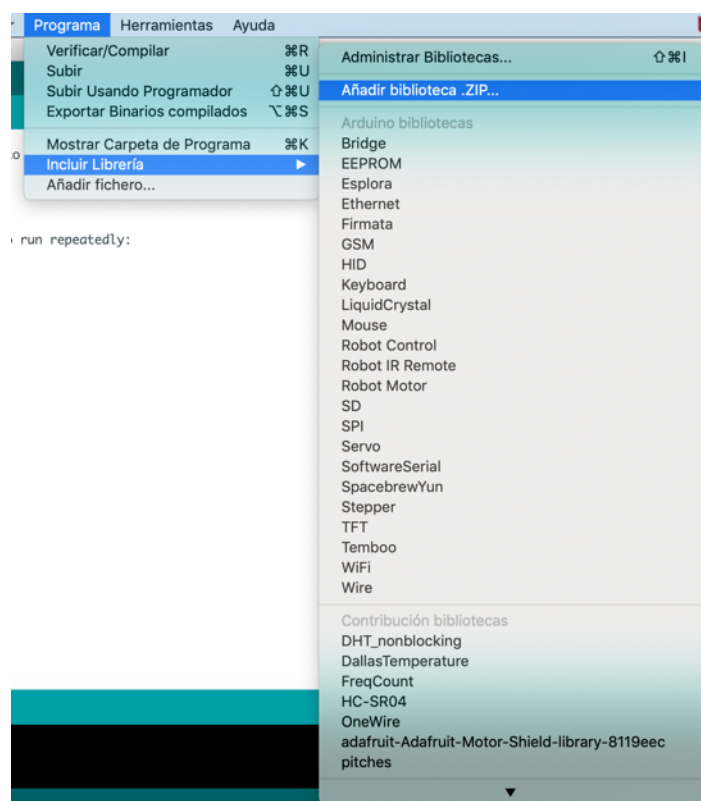 Programa Herramientas Ayuda
Verificar/Compilar ⌘R
Subir ⌘U
Subir Usando Programador ⇧⌘U
Exportar Binarios compilados ⌥⌘S
Mostrar Carpeta de Programa ⌘K
Incluir Librería ▶
Añadir fichero...
run repeatedly:
Administrar Bibliotecas... ⇧⌘I
Añadir biblioteca .ZIP...
Arduino bibliotecas
Bridge
EEPROM
Esplora
Ethernet
Firmata
GSM
HID
Keyboard
LiquidCrystal
Mouse
Robot Control
Robot IR Remote
Robot Motor
SD
SPI
Servo
SoftwareSerial
SpacebrewYun
Stepper
TFT
Temboo
WiFi
Wire
Contribución bibliotecas
DHT_nonblocking
DallasTemperature
FreqCount
HC-SR04
OneWire
adafruit-Adafruit-Motor-Shield-library-8119eec
pitches